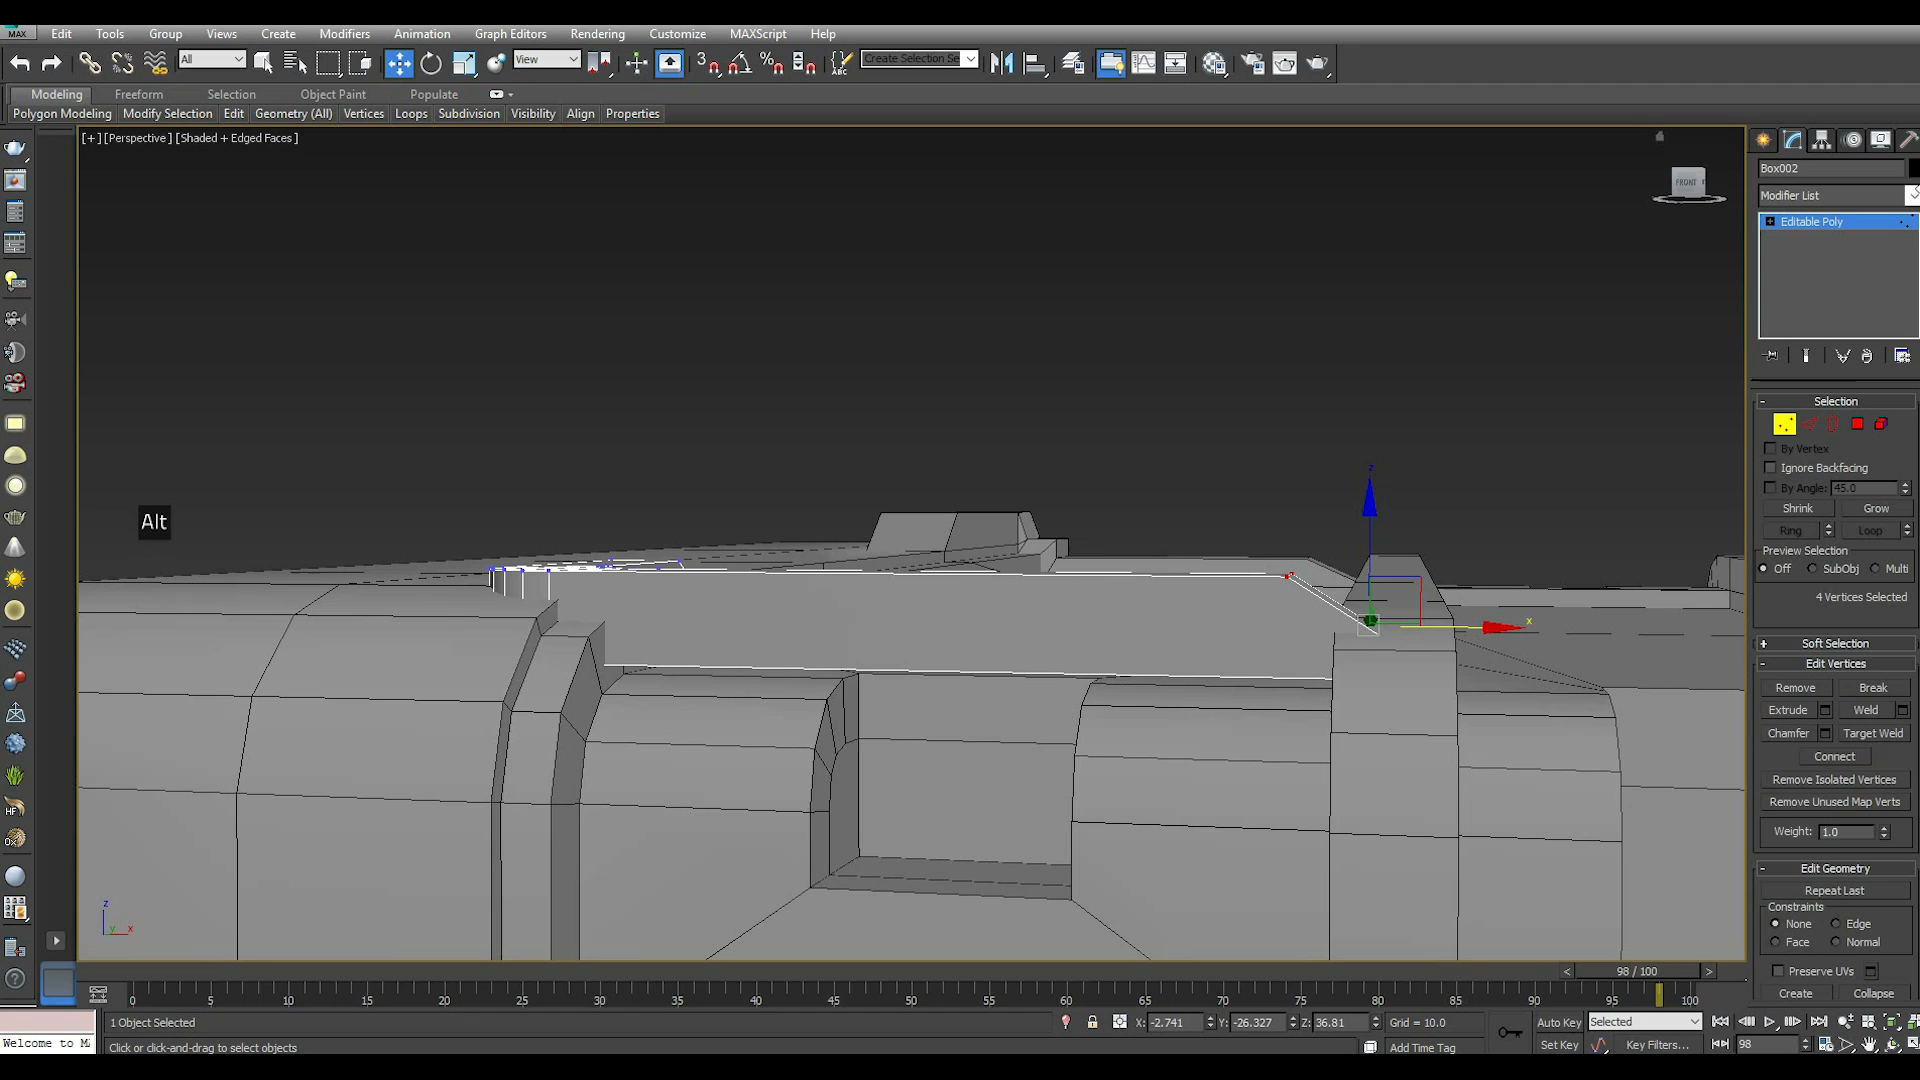 MAX Edit Tools Group Views Create Modifiers Animation Graph Editors Rendering Customize MAXScript Help
All View 3 % ABC Create Selection Se
Modeling Freeform Selection Object Paint Populate
Polygon Modeling Modify Selection Edit Geometry (All) Vertices Loops Subdivision Visibility Align Properties
[+] [Perspective] [Shaded + Edged Faces]
FRONT
Box002
Modifier List
Editable Poly
Selection
By Vertex
Ignore Backfacing
By Angle: 45.0
Shrink Grow
Ring Loop
Preview Selection
Off SubObj Multi
4 Vertices Selected
Soft Selection
Edit Vertices
Remove Break
Extrude Weld
Chamfer Target Weld
Connect
Remove Isolated Vertices
Remove Unused Map Verts
Weight: 1.0
Edit Geometry
Repeat Last
Constraints
None Edge
Face Normal
Preserve UVs
Create Collapse
Alt
z
x
z
y x
HF
98 / 100
0 5 10 15 20 25 30 35 40 45 50 55 60 65 70 75 80 85 90 95 100
1 Object Selected X: -2.741 Y: -26.327 Z: 36.81 Grid = 10.0 Auto Key Selected
Welcome to M Click or click-and-drag to select objects Add Time Tag Set Key Key Filters... 98